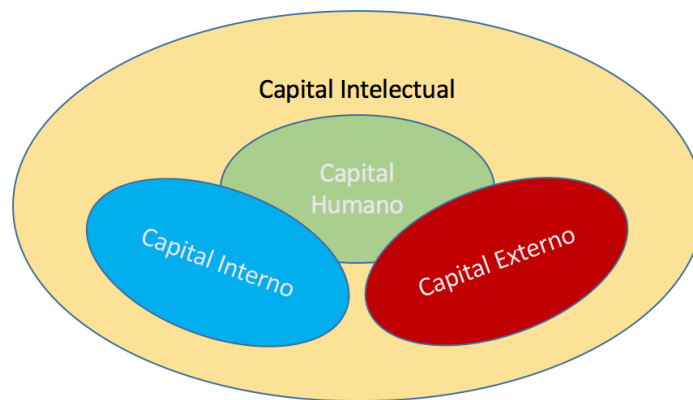 Capital Intelectual
Capital
Humano
Capital Interno
Capital Externo